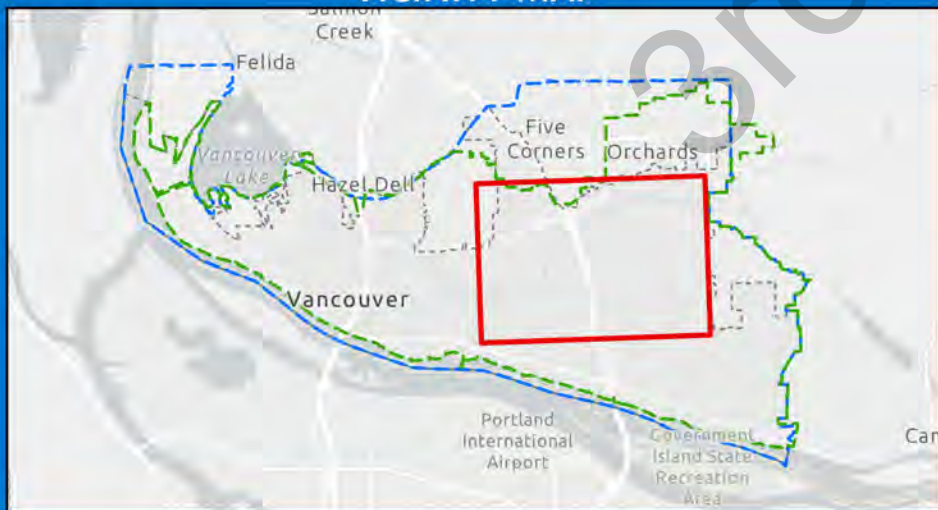 Salmon
Creek
Felida
Five
Corners
Orchards
Vancouver
Lake
Hazel Dell
Vancouver
Portland
International
Airport
Government
Island State
Recreation
Area
3r